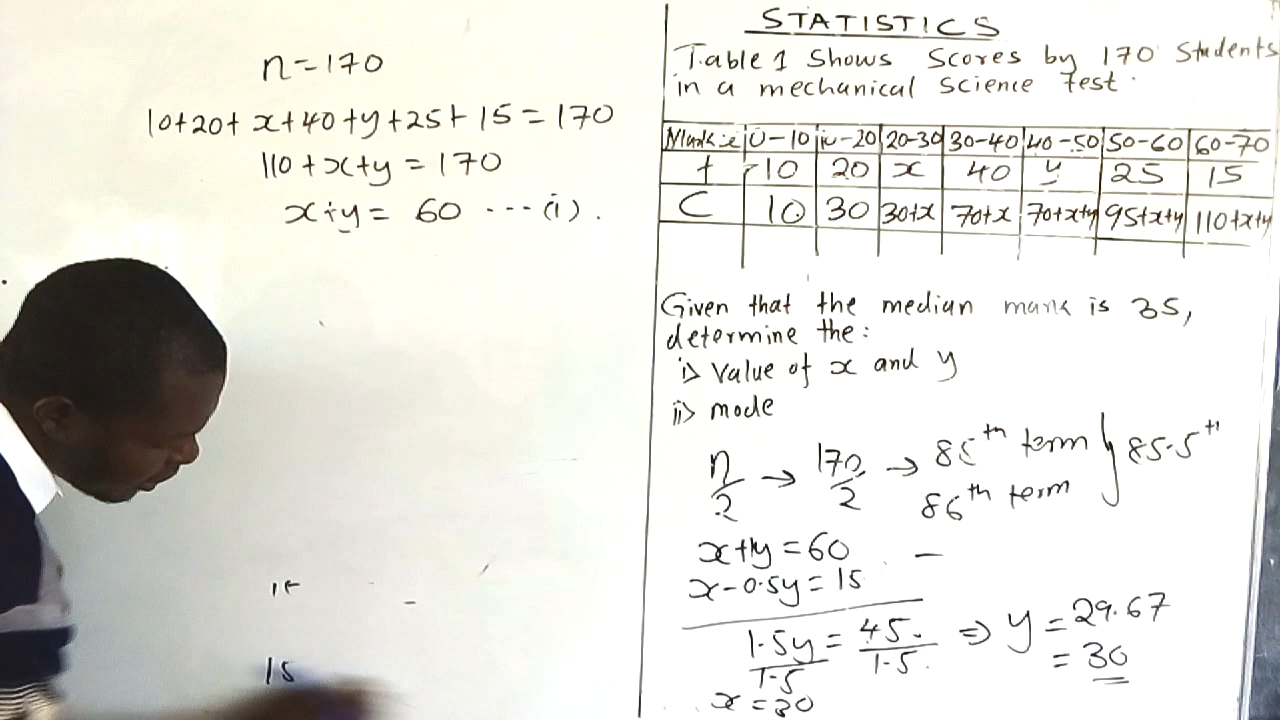 n=170
10+20+x+40+y+25+15=170
110+x+y=170
x+y= 60 ---(i).
15
STATISTICS
Table 1 shows scores by 170 students
in a mechanical science test.
Marks x 0-10 10-20 20-30 30-40 40-50 50-60 60-70
f 10 20 x 40 y 25 15
C 10 30 30+x 70+x 70+x+y 95+x+y 110+x+y
Given that the median mark is 35,
determine the:
i> value of x and y
ii> mode
n/2 → 170/2 → 85th term } 85.5th
86th term
x+y=60 —
x-0.5y=15
1.5y/1.5 = 45./1.5. ⇒ y = 29.67
= 30
x=30